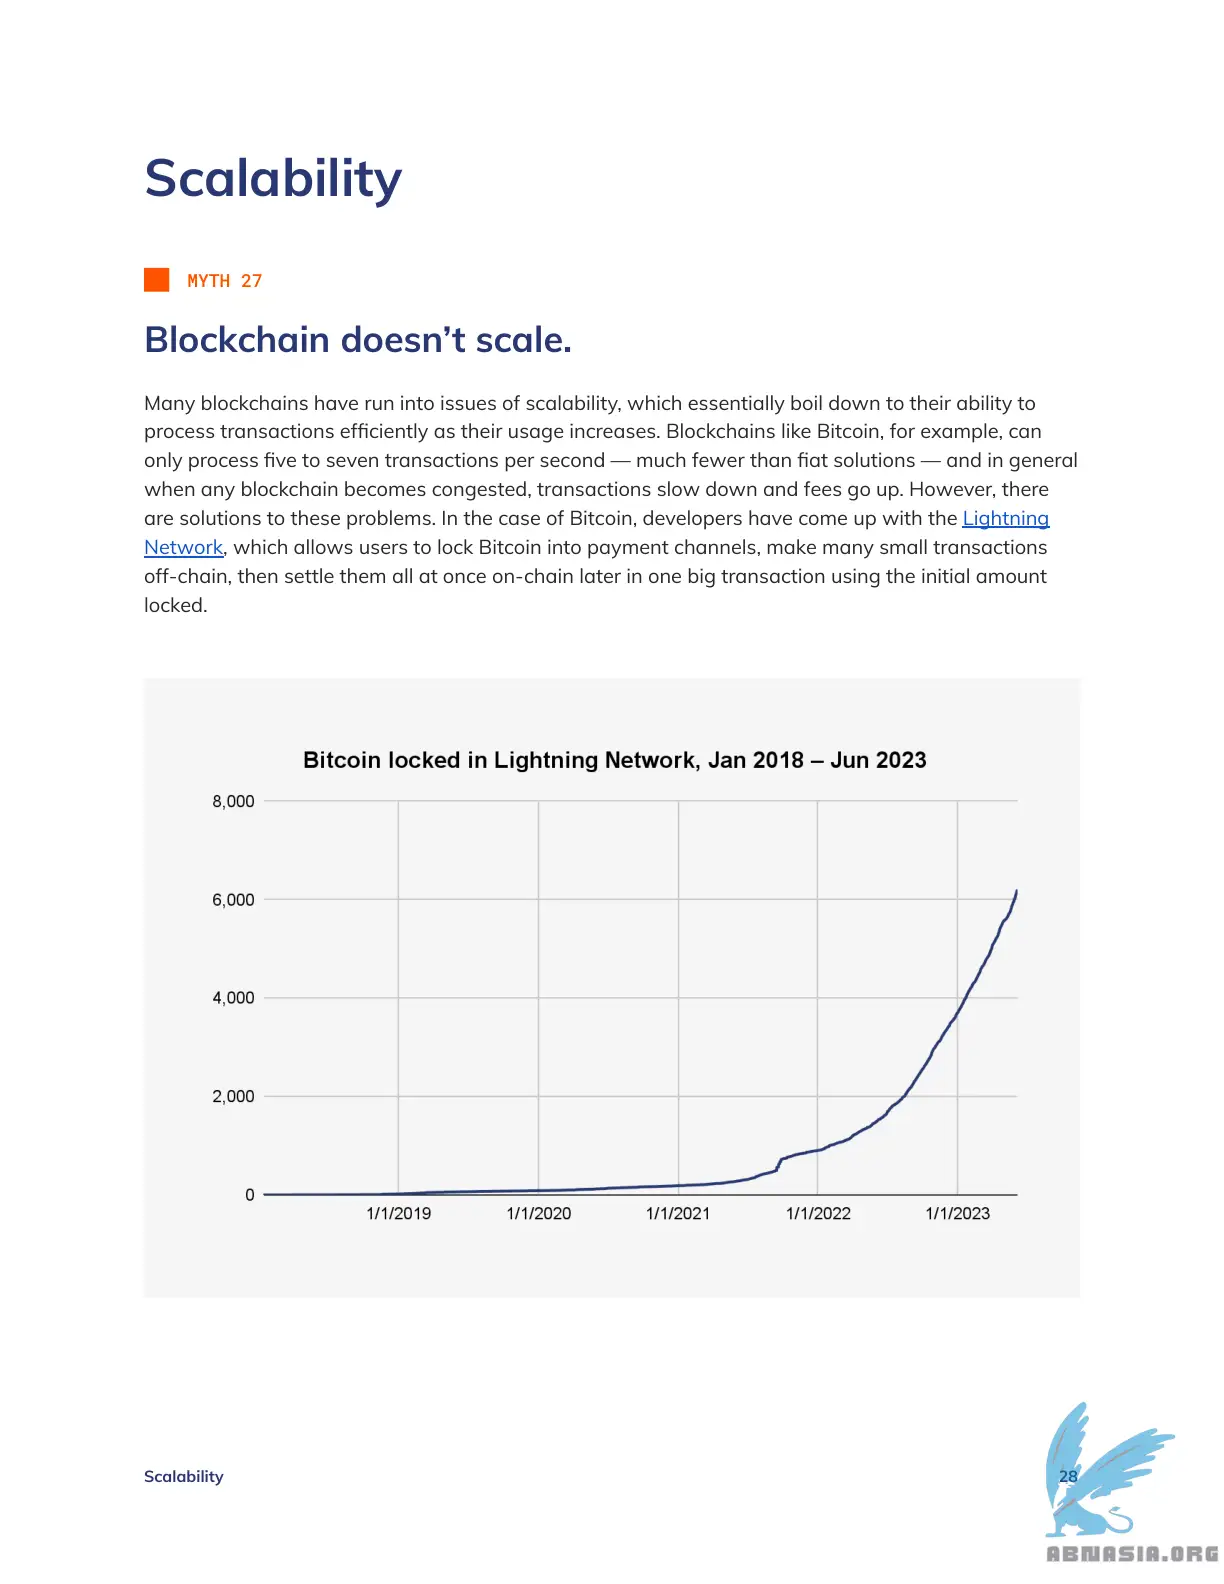 Scalability
MYTH 27
Blockchain doesn’t scale.
Many blockchains have run into issues of scalability, which essentially boil down to their ability to
process transactions efficiently as their usage increases. Blockchains like Bitcoin, for example, can
only process five to seven transactions per second — much fewer than fiat solutions — and in general
when any blockchain becomes congested, transactions slow down and fees go up. However, there
are solutions to these problems. In the case of Bitcoin, developers have come up with the Lightning
Network, which allows users to lock Bitcoin into payment channels, make many small transactions
off-chain, then settle them all at once on-chain later in one big transaction using the initial amount
locked.
Bitcoin locked in Lightning Network, Jan 2018 – Jun 2023
8,000
6,000
4,000
2,000
0
1/1/2019 1/1/2020 1/1/2021 1/1/2022 1/1/2023
Scalability 28
ABNASIA.ORG